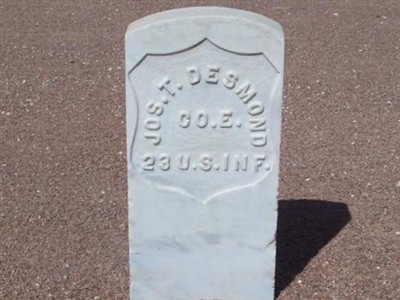 JOS. T. DESMOND
CO. E.
23 U.S. INF.